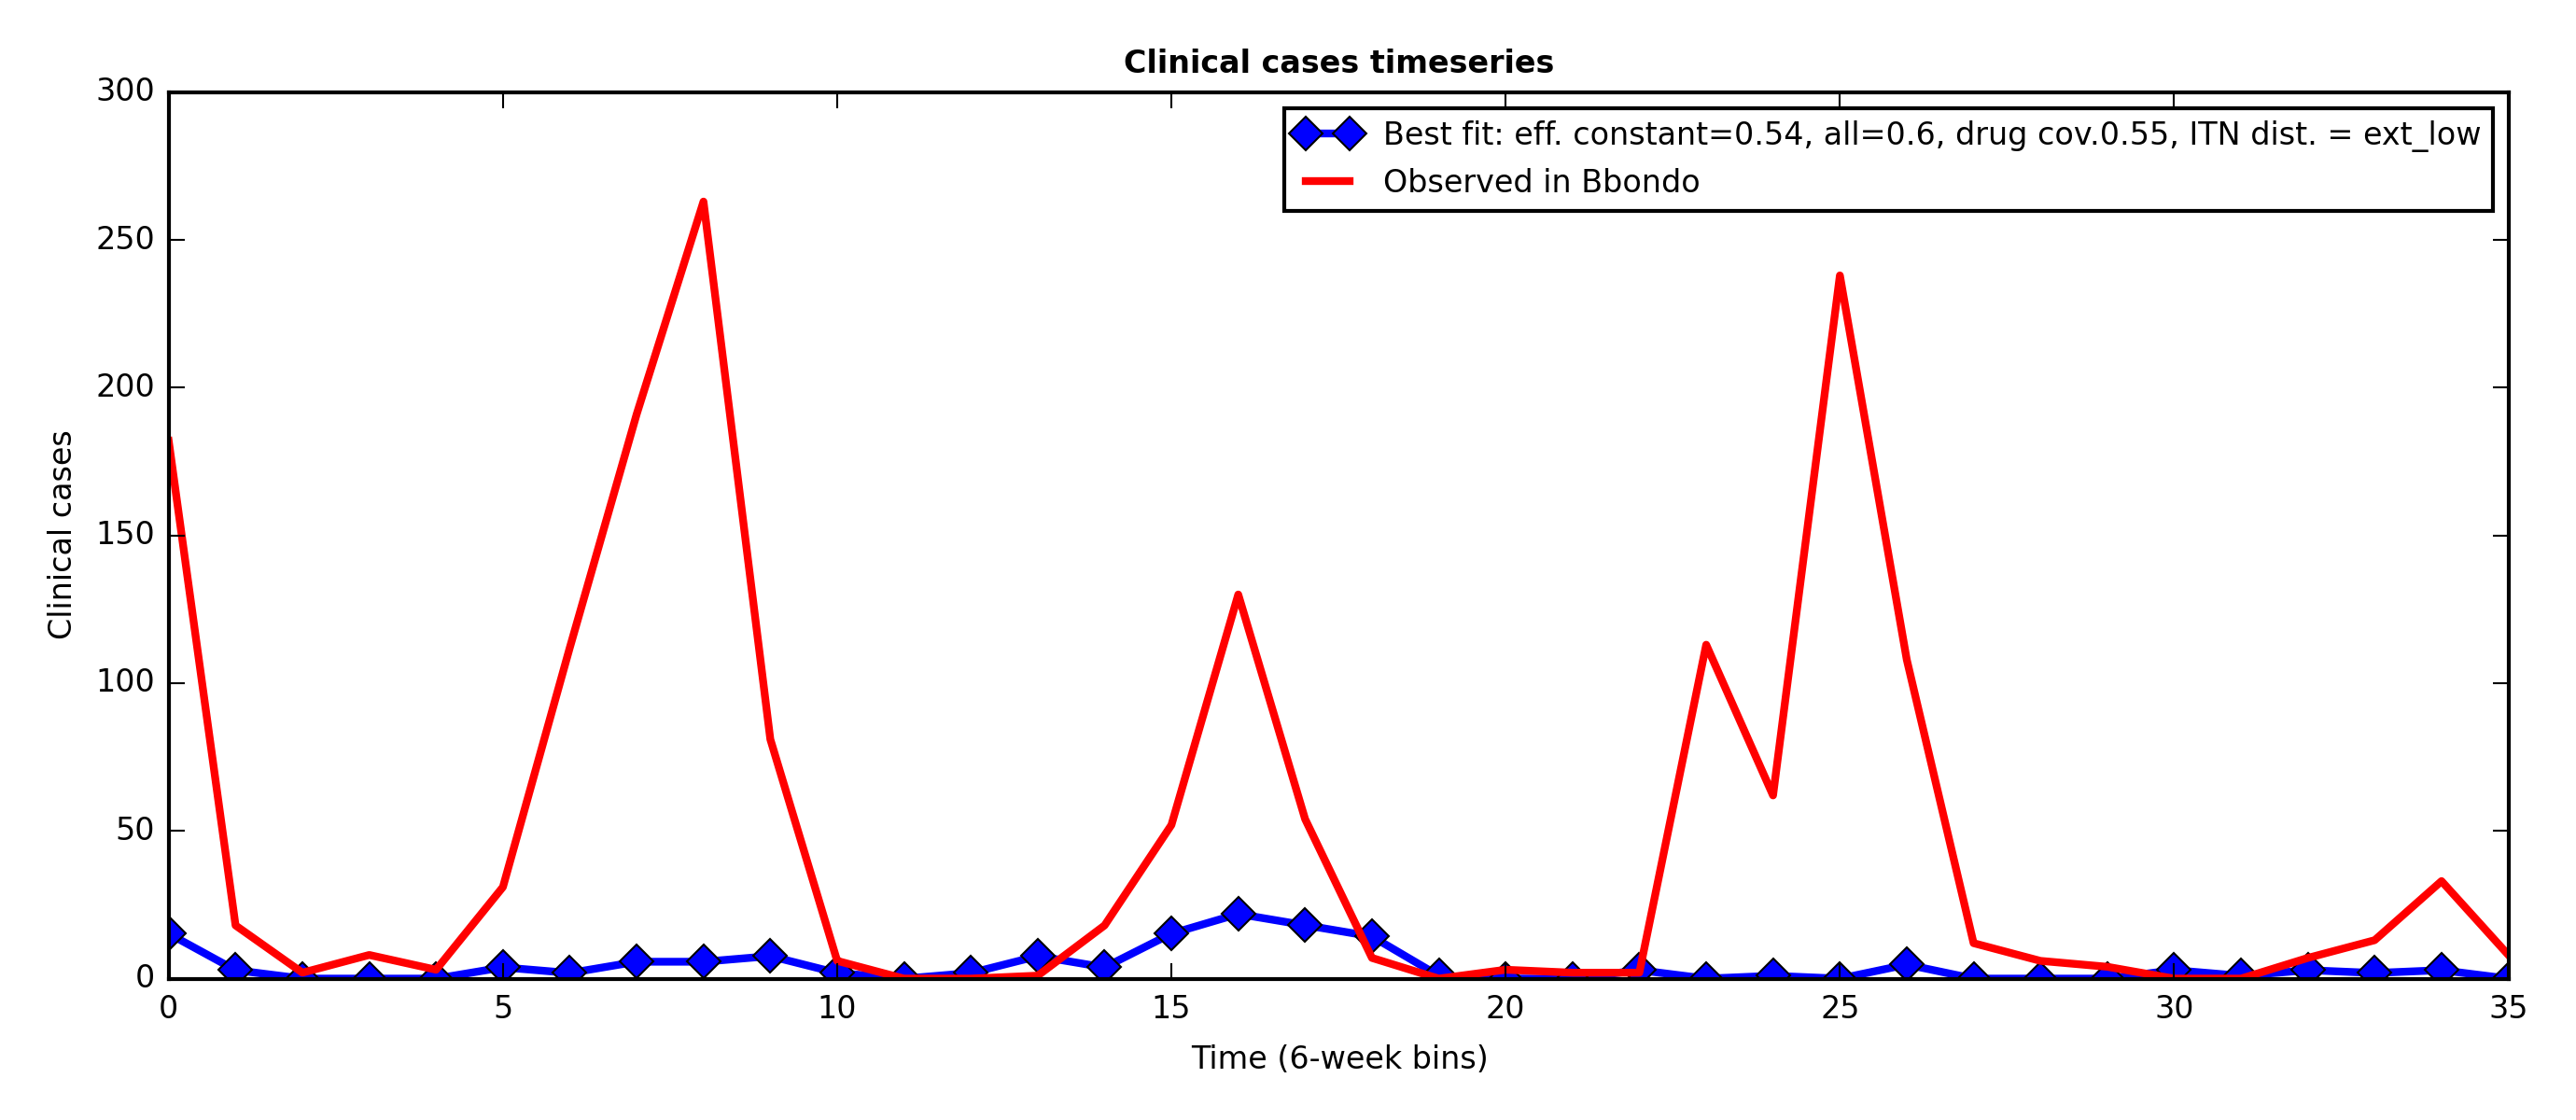 Clinical cases timeseries
Best fit: eff. constant=0.54, all=0.6, drug cov.0.55, ITN dist. = ext_low
Observed in Bbondo
300
250
200
150
100
50
0
Clinical cases
0 5 10 15 20 25 30 35
Time (6-week bins)